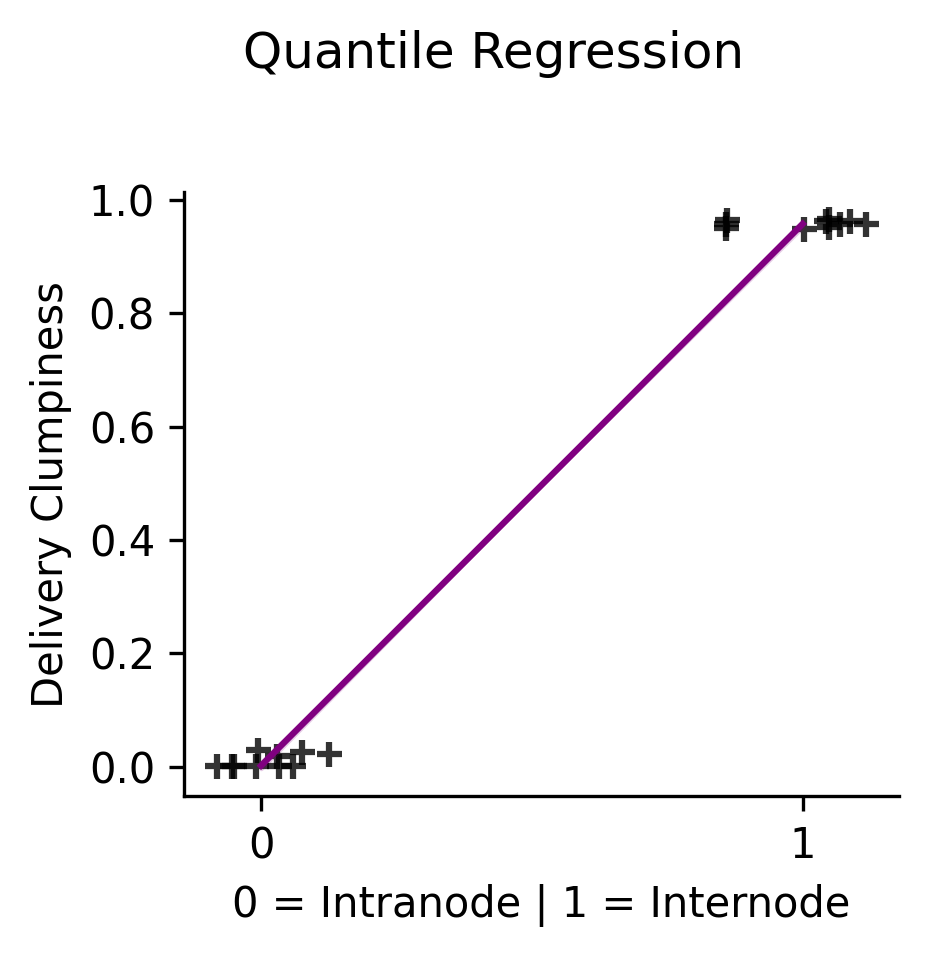 Quantile Regression
1.0
0.8
0.6
0.4
0.2
0.0
Delivery Clumpiness
0 1
0 = Intranode | 1 = Internode